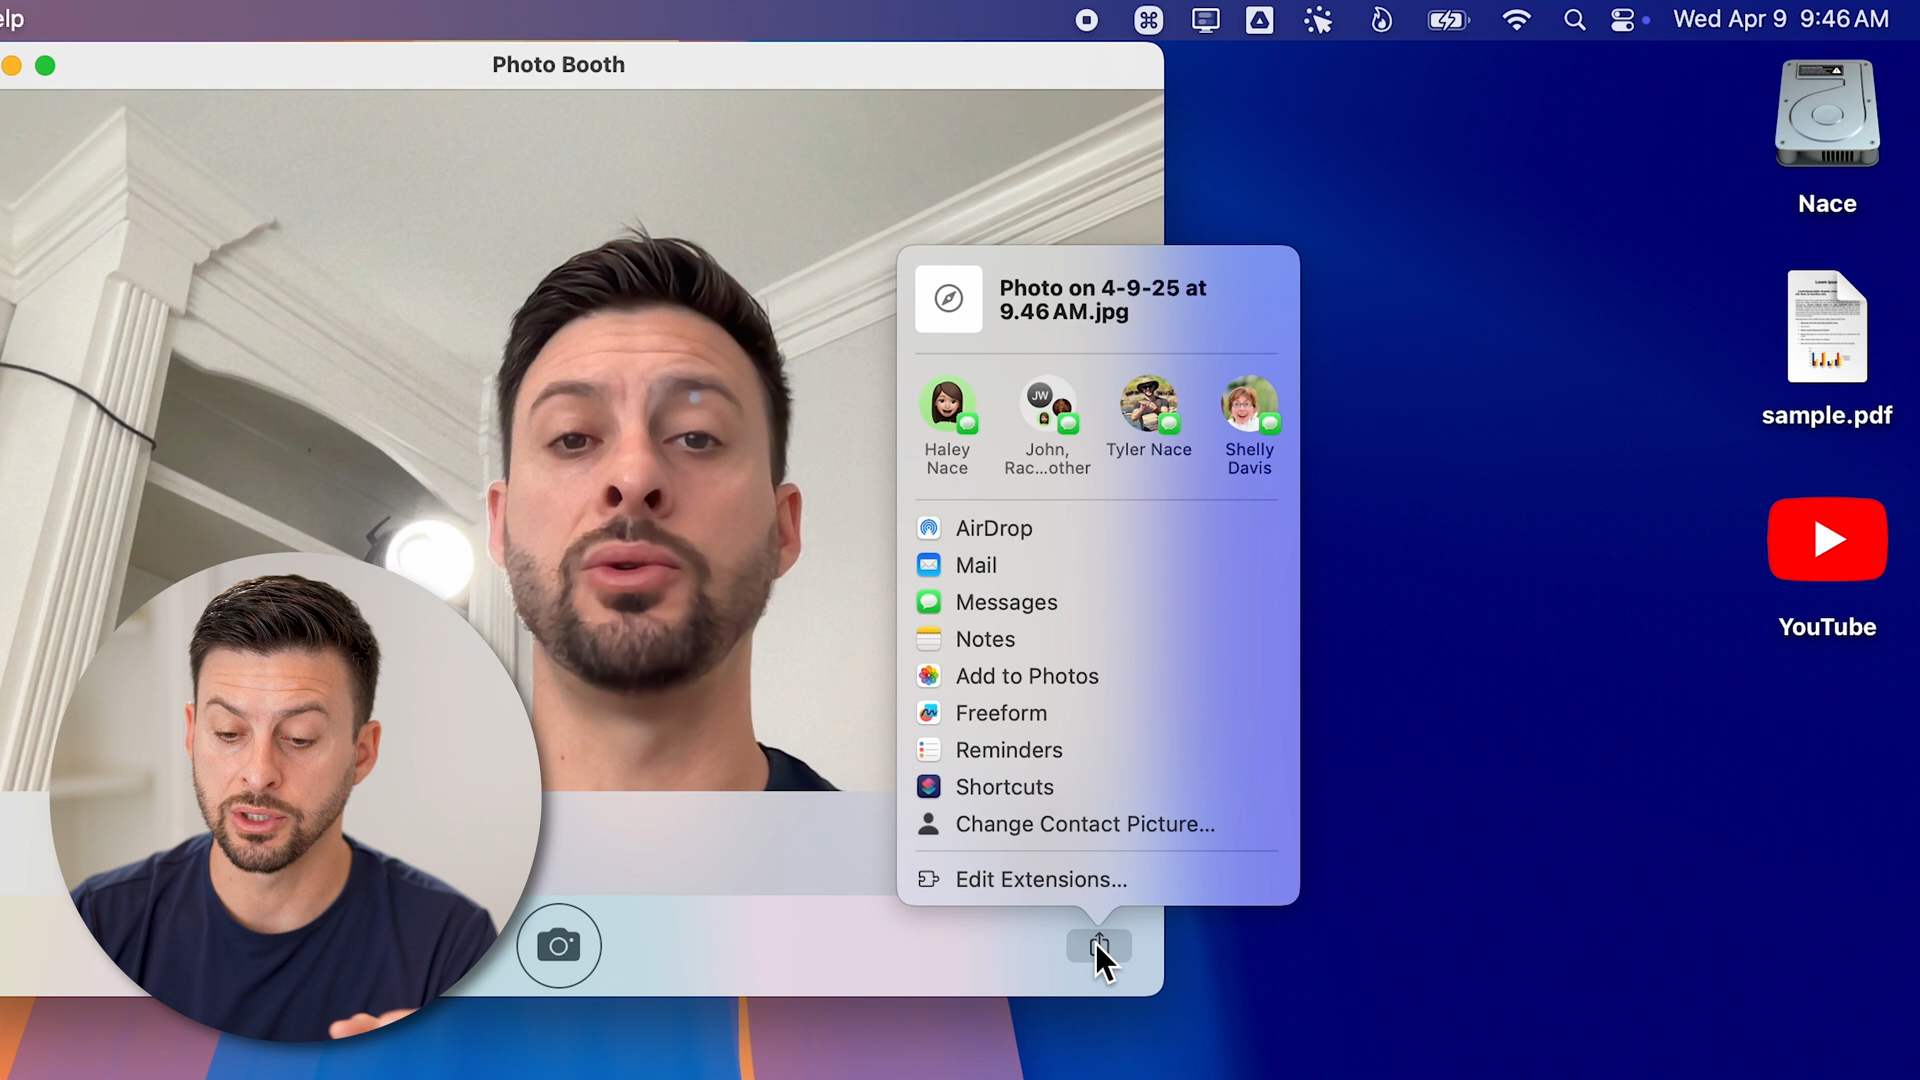 elp
Wed Apr 9 9:46 AM
Photo Booth
Nace
Photo on 4-9-25 at
9.46 AM.jpg
JW
Haley
Nace
John,
Rac...other
Tyler Nace
Shelly
Davis
sample.pdf
AirDrop
Mail
Messages
Notes
Add to Photos
Freeform
Reminders
Shortcuts
Change Contact Picture...
Edit Extensions...
YouTube